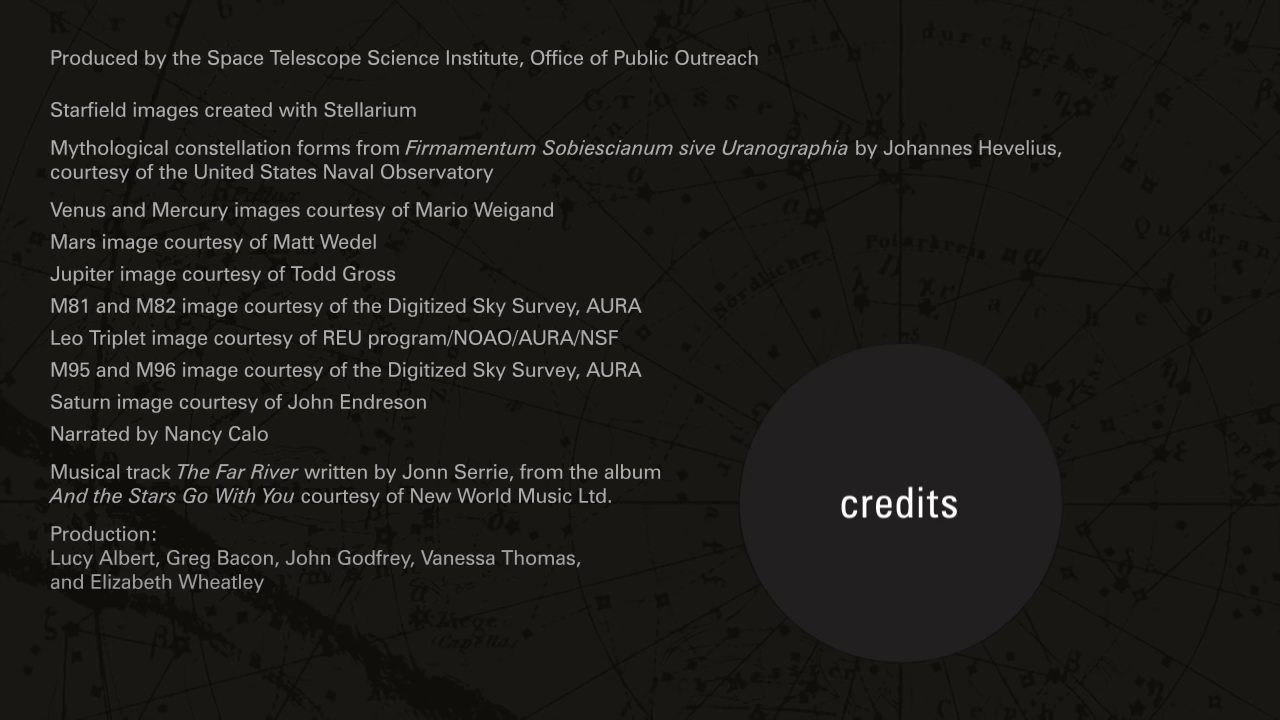 Produced by the Space Telescope Science Institute, Office of Public Outreach
Starfield images created with Stellarium
Mythological constellation forms from Firmamentum Sobiescianum sive Uranographia by Johannes Hevelius,
courtesy of the United States Naval Observatory
Venus and Mercury images courtesy of Mario Weigand
Mars image courtesy of Matt Wedel
Jupiter image courtesy of Todd Gross
M81 and M82 image courtesy of the Digitized Sky Survey, AURA
Leo Triplet image courtesy of REU program/NOAO/AURA/NSF
M95 and M96 image courtesy of the Digitized Sky Survey, AURA
Saturn image courtesy of John Endreson
Narrated by Nancy Calo
Musical track The Far River written by Jonn Serrie, from the album
And the Stars Go With You courtesy of New World Music Ltd.
Production:
Lucy Albert, Greg Bacon, John Godfrey, Vanessa Thomas,
and Elizabeth Wheatley
credits
durchgehen
Grosse
Polarkreis
Nördlicher
Quadran
Ziege
(Capella)